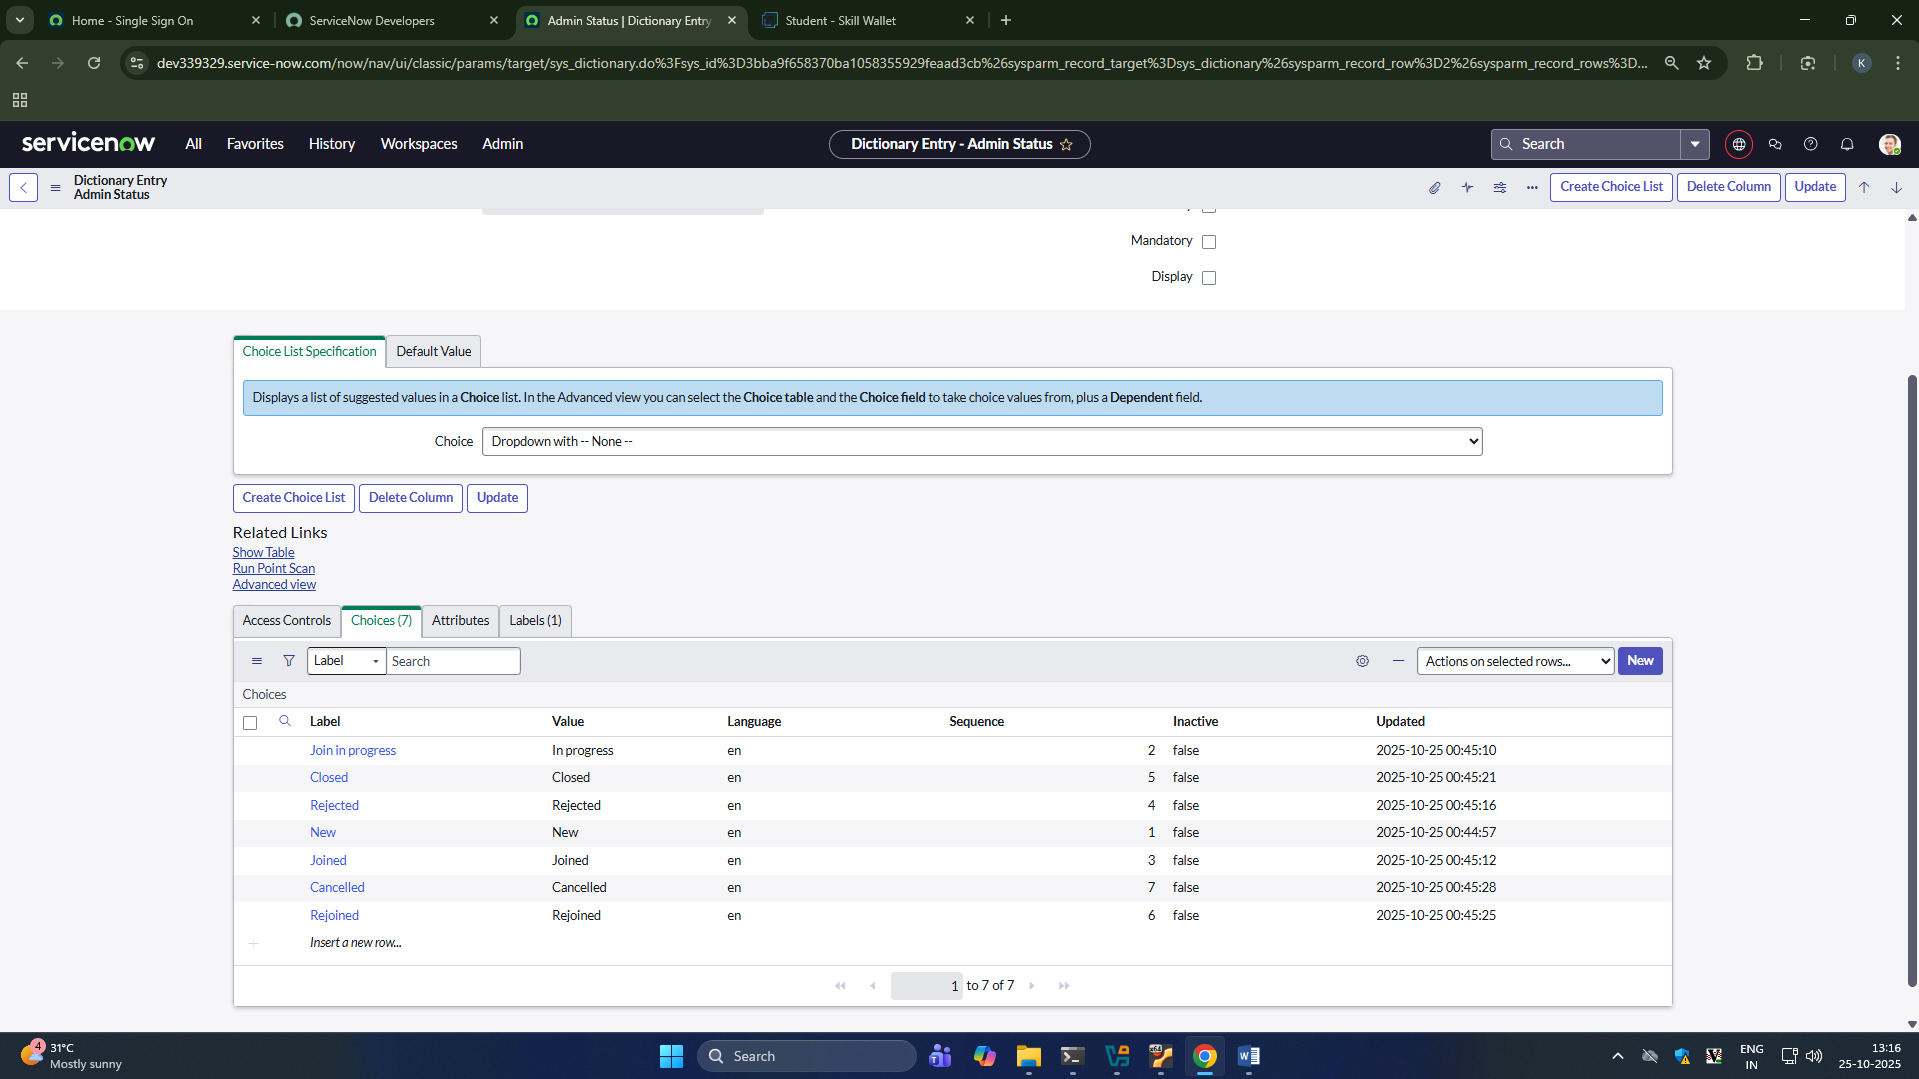 Home - Single Sign On
ServiceNow Developers
Admin Status | Dictionary Entry
Student - Skill Wallet
dev339329.service-now.com/now/nav/ui/classic/params/target/sys_dictionary.do%3Fsys_id%3D3bba9f658370ba1058355929feaad3cb%26sysparm_record_target%3Dsys_dictionary%26sysparm_record_row%3D2%26sysparm_record_rows%3D...
K
servicenow
All
Favorites
History
Workspaces
Admin
Dictionary Entry - Admin Status
Search
Dictionary Entry
Admin Status
Create Choice List
Delete Column
Update
Mandatory
Display
Choice List Specification
Default Value
Displays a list of suggested values in a Choice list. In the Advanced view you can select the Choice table and the Choice field to take choice values from, plus a Dependent field.
Choice
Dropdown with -- None --
Create Choice List
Delete Column
Update
Related Links
Show Table
Run Point Scan
Advanced view
Access Controls
Choices (7)
Attributes
Labels (1)
Label
Search
Actions on selected rows...
New
Choices
Label Value Language Sequence Inactive Updated
Join in progress In progress en 2 false 2025-10-25 00:45:10
Closed Closed en 5 false 2025-10-25 00:45:21
Rejected Rejected en 4 false 2025-10-25 00:45:16
New New en 1 false 2025-10-25 00:44:57
Joined Joined en 3 false 2025-10-25 00:45:12
Cancelled Cancelled en 7 false 2025-10-25 00:45:28
Rejoined Rejoined en 6 false 2025-10-25 00:45:25
Insert a new row...
1 to 7 of 7
4
31°C
Mostly sunny
Search
ENG
IN
13:16
25-10-2025